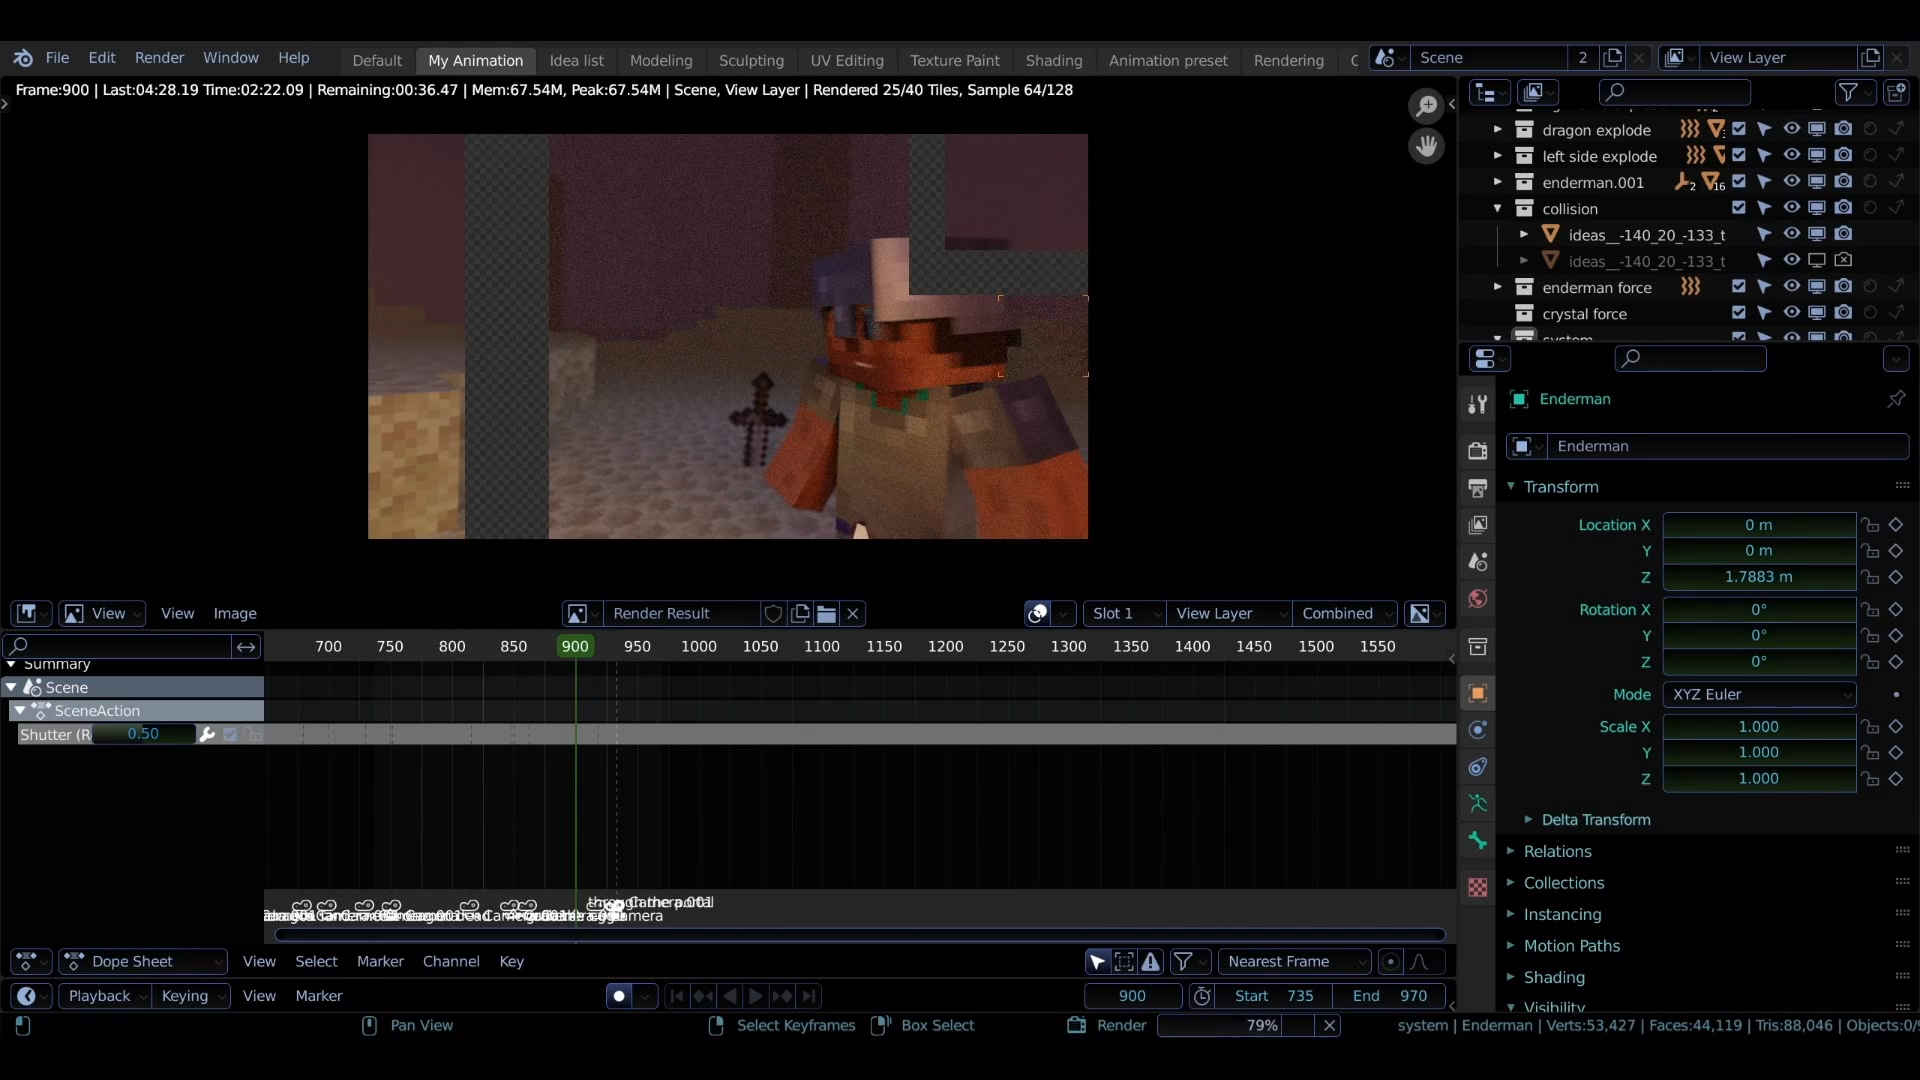 File Edit Render Window Help Default My Animation Idea list Modeling Sculpting UV Editing Texture Paint Shading Animation preset Rendering C Scene 2 View Layer
Frame:900 | Last:04:28.19 Time:02:22.09 | Remaining:00:36.47 | Mem:67.54M, Peak:67.54M | Scene, View Layer | Rendered 25/40 Tiles, Sample 64/128
dragon explode
left side explode
enderman.001 2 16
collision
ideas__-140_20_-133_t
ideas__-140_20_-133_t
enderman force
crystal force
system
Enderman
Enderman
Transform
Location X 0 m
Y 0 m
Z 1.7883 m
Rotation X 0°
Y 0°
Z 0°
Mode XYZ Euler
Scale X 1.000
Y 1.000
Z 1.000
Delta Transform
Relations
Collections
Instancing
Motion Paths
Shading
Visibility
View View Image Render Result Slot 1 View Layer Combined
700 750 800 850 900 950 1000 1050 1100 1150 1200 1250 1300 1350 1400 1450 1500 1550
Summary
Scene
SceneAction
Shutter (R 0.50
Dope Sheet View Select Marker Channel Key Nearest Frame
Playback Keying View Marker 900 Start 735 End 970
Pan View Select Keyframes Box Select Render 79% system | Enderman | Verts:53,427 | Faces:44,119 | Tris:88,046 | Objects:0/